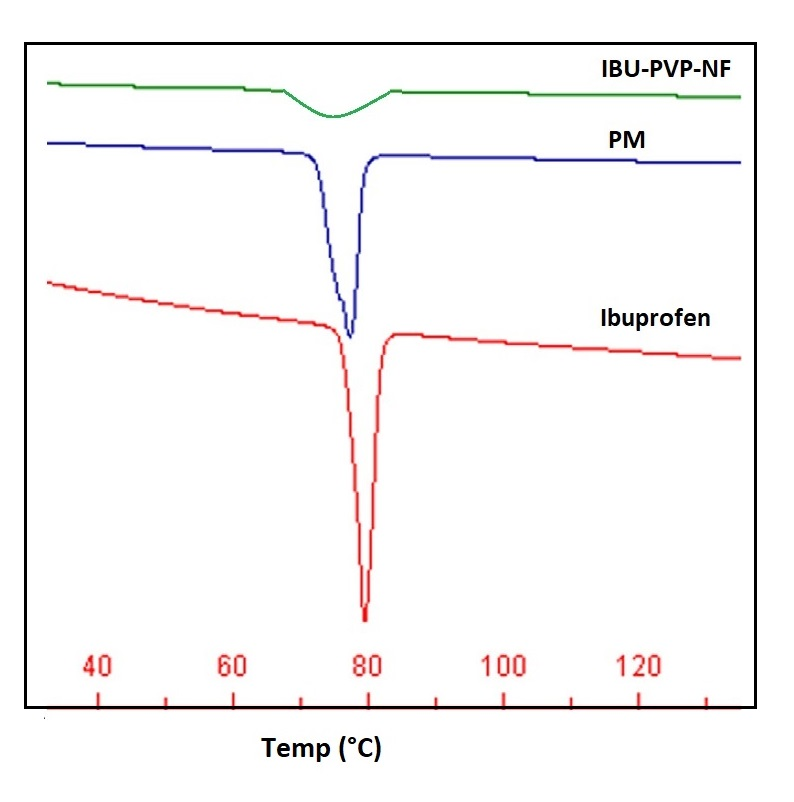 IBU-PVP-NF
PM
Ibuprofen
40 60 80 100 120
Temp (°C)